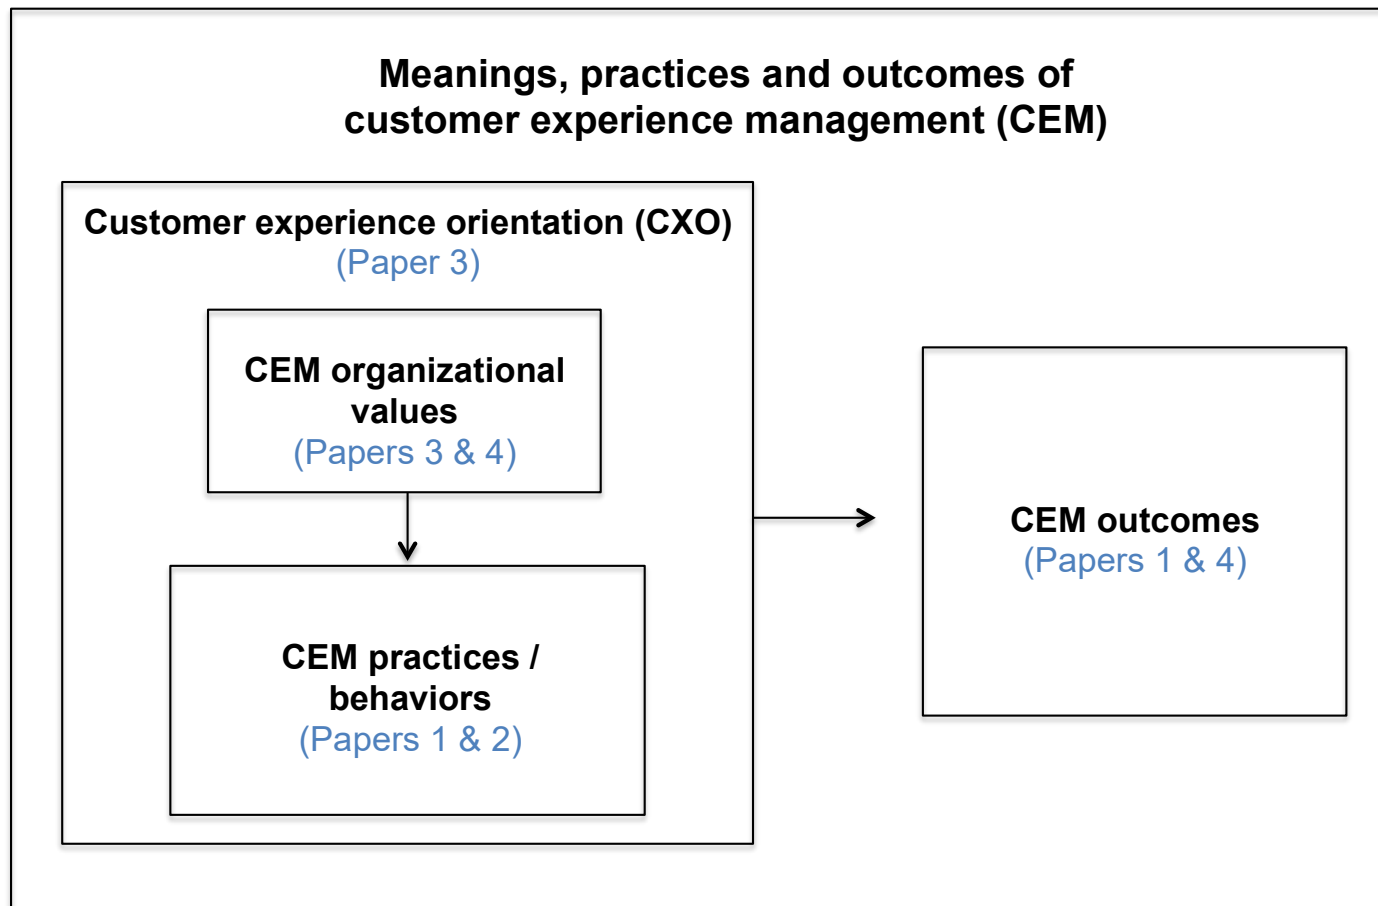 Meanings, practices and outcomes of
customer experience management (CEM)
Customer experience orientation (CXO)
(Paper 3)
CEM organizational
values
(Papers 3 & 4)
CEM practices /
behaviors
(Papers 1 & 2)
CEM outcomes
(Papers 1 & 4)